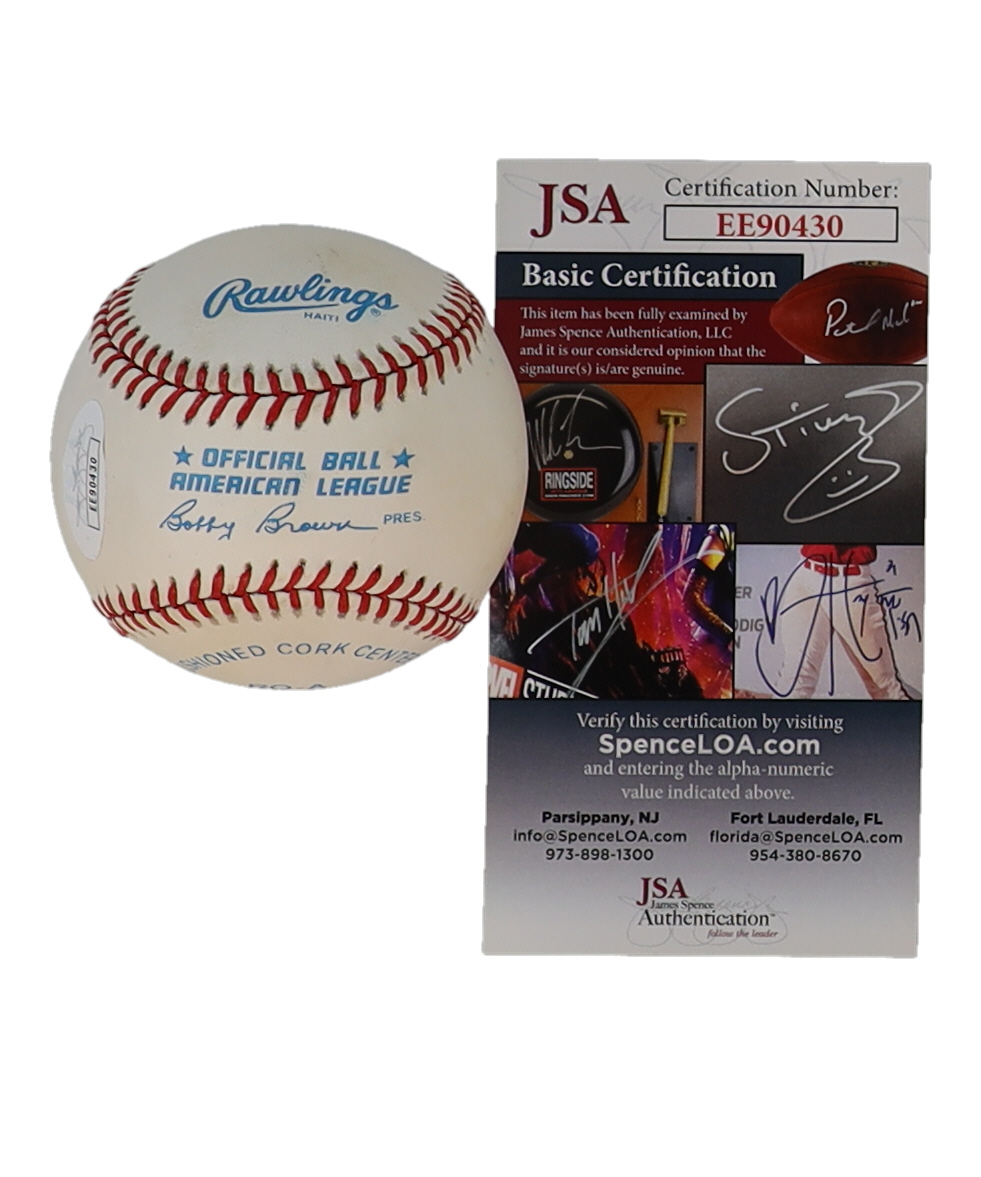 Rawlings®
HAITI
★ OFFICIAL BALL ★
AMERICAN LEAGUE
Bobby Brown PRES.
SHIONED CORK CENTE
RO-A
EE90430
JSA
Certification Number:
EE90430
Basic Certification
This item has been fully examined by
James Spence Authentication, LLC
and it is our considered opinion that the
signature(s) is/are genuine.
RINGSIDE
Verify this certification by visiting
SpenceLOA.com
and entering the alpha-numeric
value indicated above.
Parsippany, NJ
info@SpenceLOA.com
973-898-1300
Fort Lauderdale, FL
florida@SpenceLOA.com
954-380-8670
JSA
James Spence
Authentication™
follow the leader